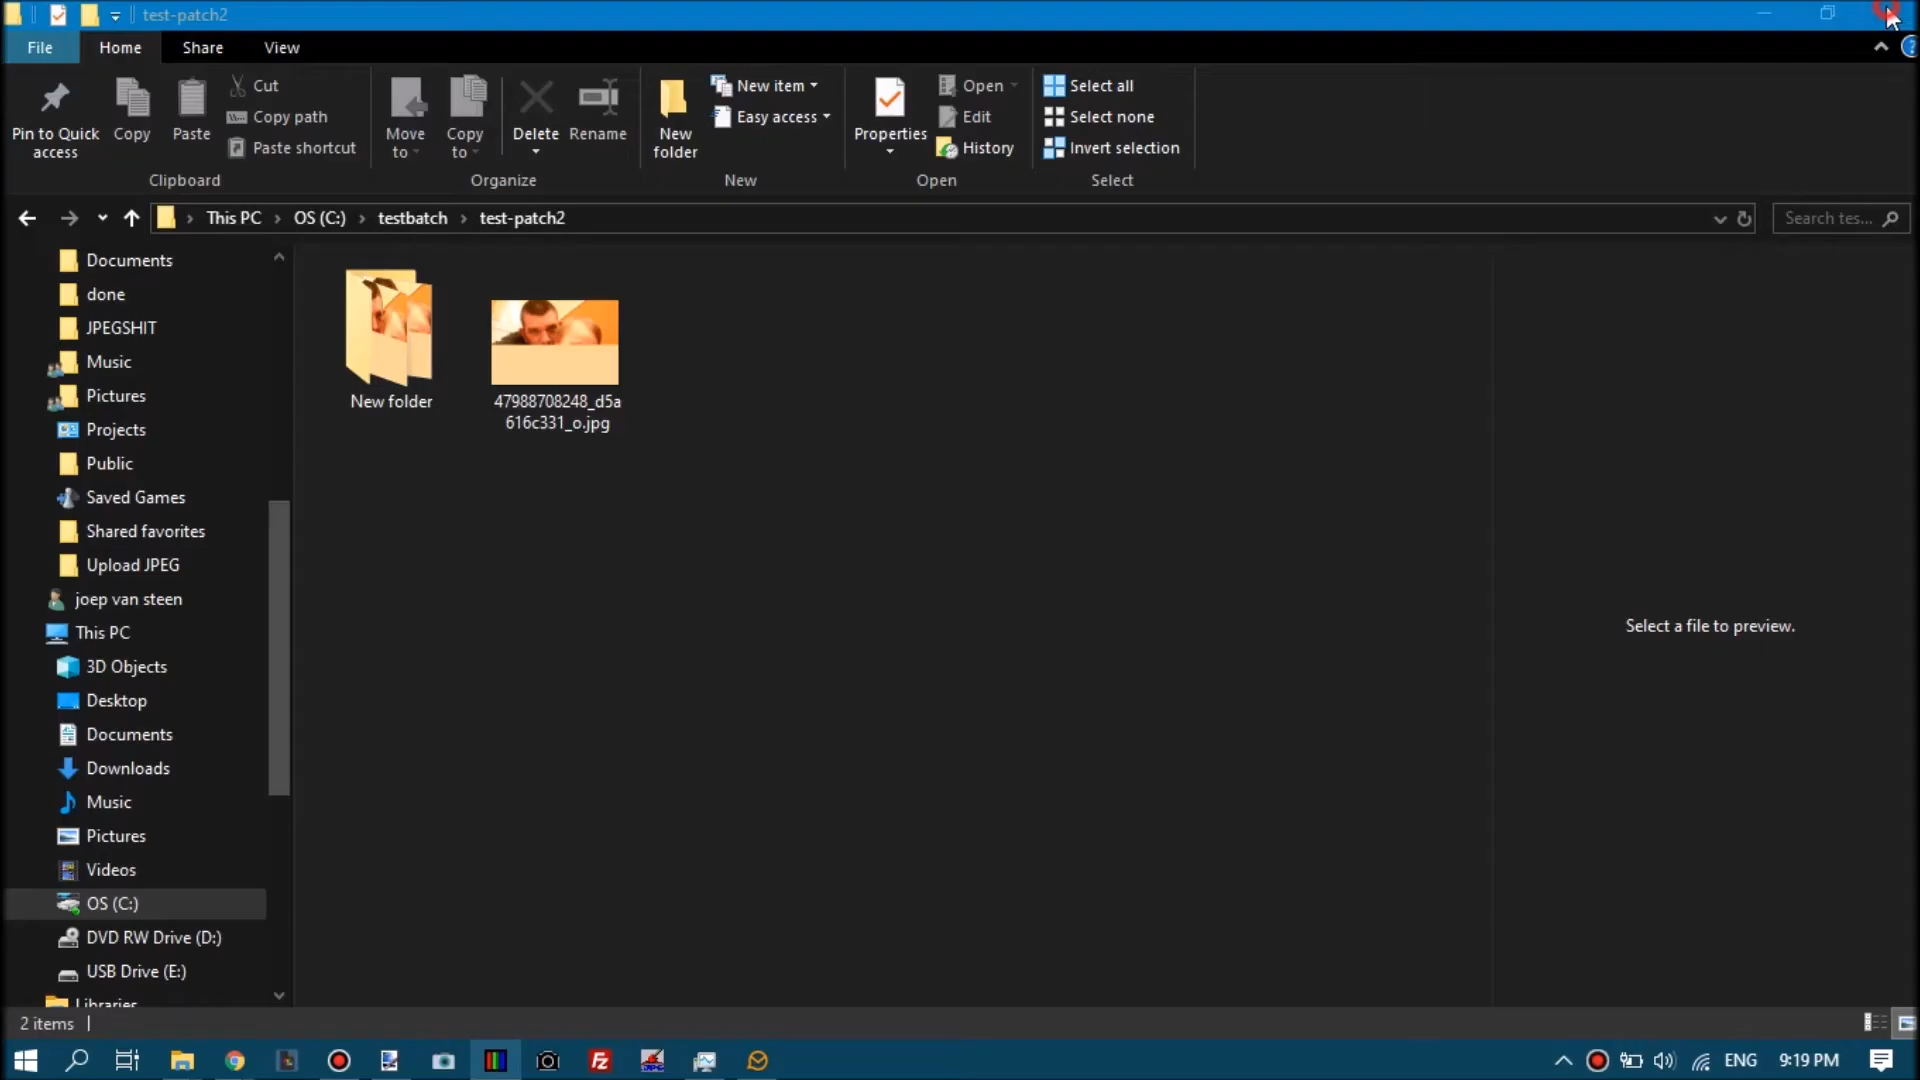 test-patch2
File Home Share View
Pin to Quick access
Copy
Paste
Cut
Copy path
Paste shortcut
Clipboard
Move to
Copy to
Delete
Rename
Organize
New folder
New item
Easy access
New
Properties
Open
Edit
History
Open
Select all
Select none
Invert selection
Select
This PC > OS (C:) > testbatch > test-patch2
Search tes...
Documents
done
JPEGSHIT
Music
Pictures
Projects
Public
Saved Games
Shared favorites
Upload JPEG
joep van steen
This PC
3D Objects
Desktop
Documents
Downloads
Music
Pictures
Videos
OS (C:)
DVD RW Drive (D:)
USB Drive (E:)
Libraries
New folder
47988708248_d5a
616c331_o.jpg
Select a file to preview.
2 items
ENG 9:19 PM